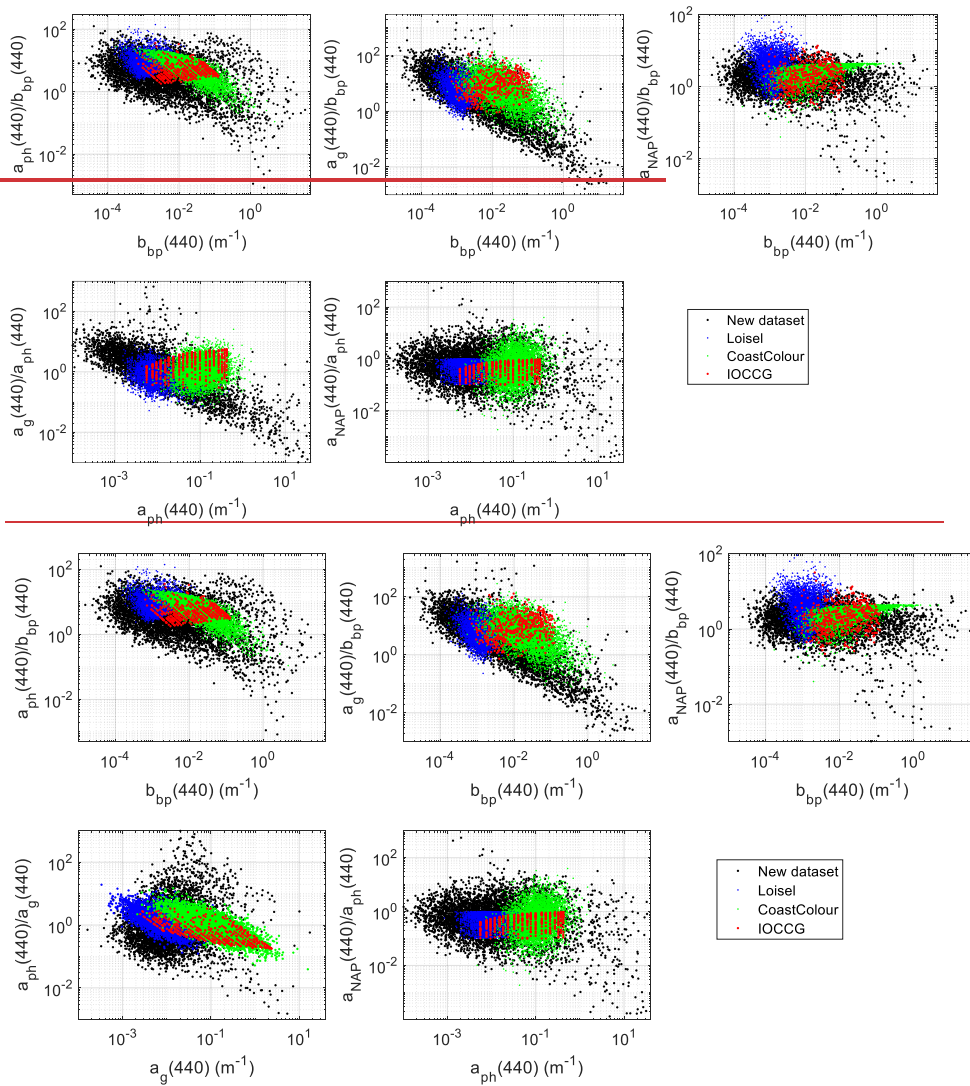 a_ph(440)/b_bp(440)
10^2
10^0
10^-2
10^-4 10^-2 10^0
b_bp(440) (m^-1)
a_g(440)/b_bp(440)
10^2
10^0
10^-2
10^-4 10^-2 10^0
b_bp(440) (m^-1)
a_NAP(440)/b_bp(440)
10^2
10^0
10^-2
10^-4 10^-2 10^0
b_bp(440) (m^-1)
a_g(440)/a_ph(440)
10^2
10^0
10^-2
10^-3 10^-1 10^1
a_ph(440) (m^-1)
a_NAP(440)/a_ph(440)
10^2
10^0
10^-2
10^-3 10^-1 10^1
a_ph(440) (m^-1)
New dataset
Loisel
CoastColour
IOCCG
a_ph(440)/b_bp(440)
10^2
10^0
10^-2
10^-4 10^-2 10^0
b_bp(440) (m^-1)
a_g(440)/b_bp(440)
10^2
10^0
10^-2
10^-4 10^-2 10^0
b_bp(440) (m^-1)
a_NAP(440)/b_bp(440)
10^2
10^0
10^-2
10^-4 10^-2 10^0
b_bp(440) (m^-1)
a_ph(440)/a_g(440)
10^2
10^0
10^-2
10^-3 10^-1 10^1
a_g(440) (m^-1)
a_NAP(440)/a_ph(440)
10^2
10^0
10^-2
10^-3 10^-1 10^1
a_ph(440) (m^-1)
New dataset
Loisel
CoastColour
IOCCG